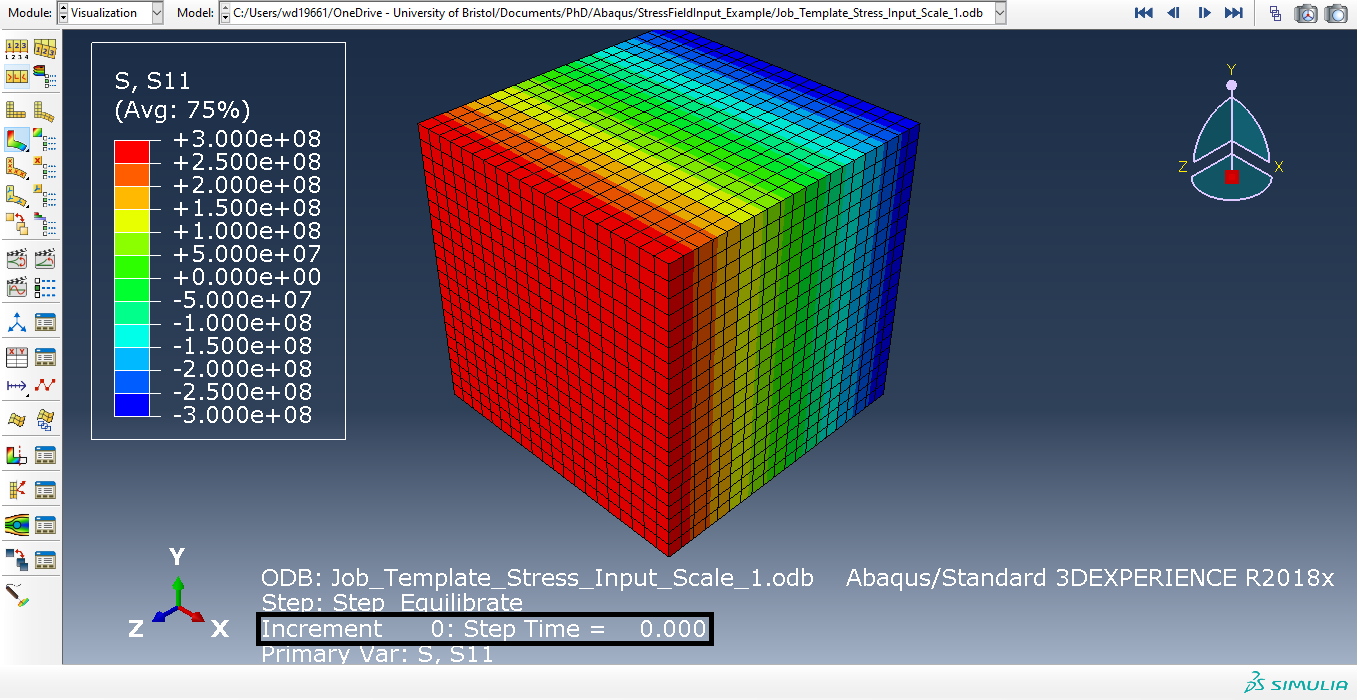 Module: Visualization Model: C:/Users/wd19661/OneDrive - University of Bristol/Documents/PhD/Abaqus/StressFieldInput_Example/Job_Template_Stress_Input_Scale_1.odb
S, S11
(Avg: 75%)
+3.000e+08
+2.500e+08
+2.000e+08
+1.500e+08
+1.000e+08
+5.000e+07
+0.000e+00
-5.000e+07
-1.000e+08
-1.500e+08
-2.000e+08
-2.500e+08
-3.000e+08
Y
Z X
Y
Z X
ODB: Job_Template_Stress_Input_Scale_1.odb Abaqus/Standard 3DEXPERIENCE R2018x
Step: Step_Equilibrate
Increment 0: Step Time = 0.000
Primary Var: S, S11
SIMULIA